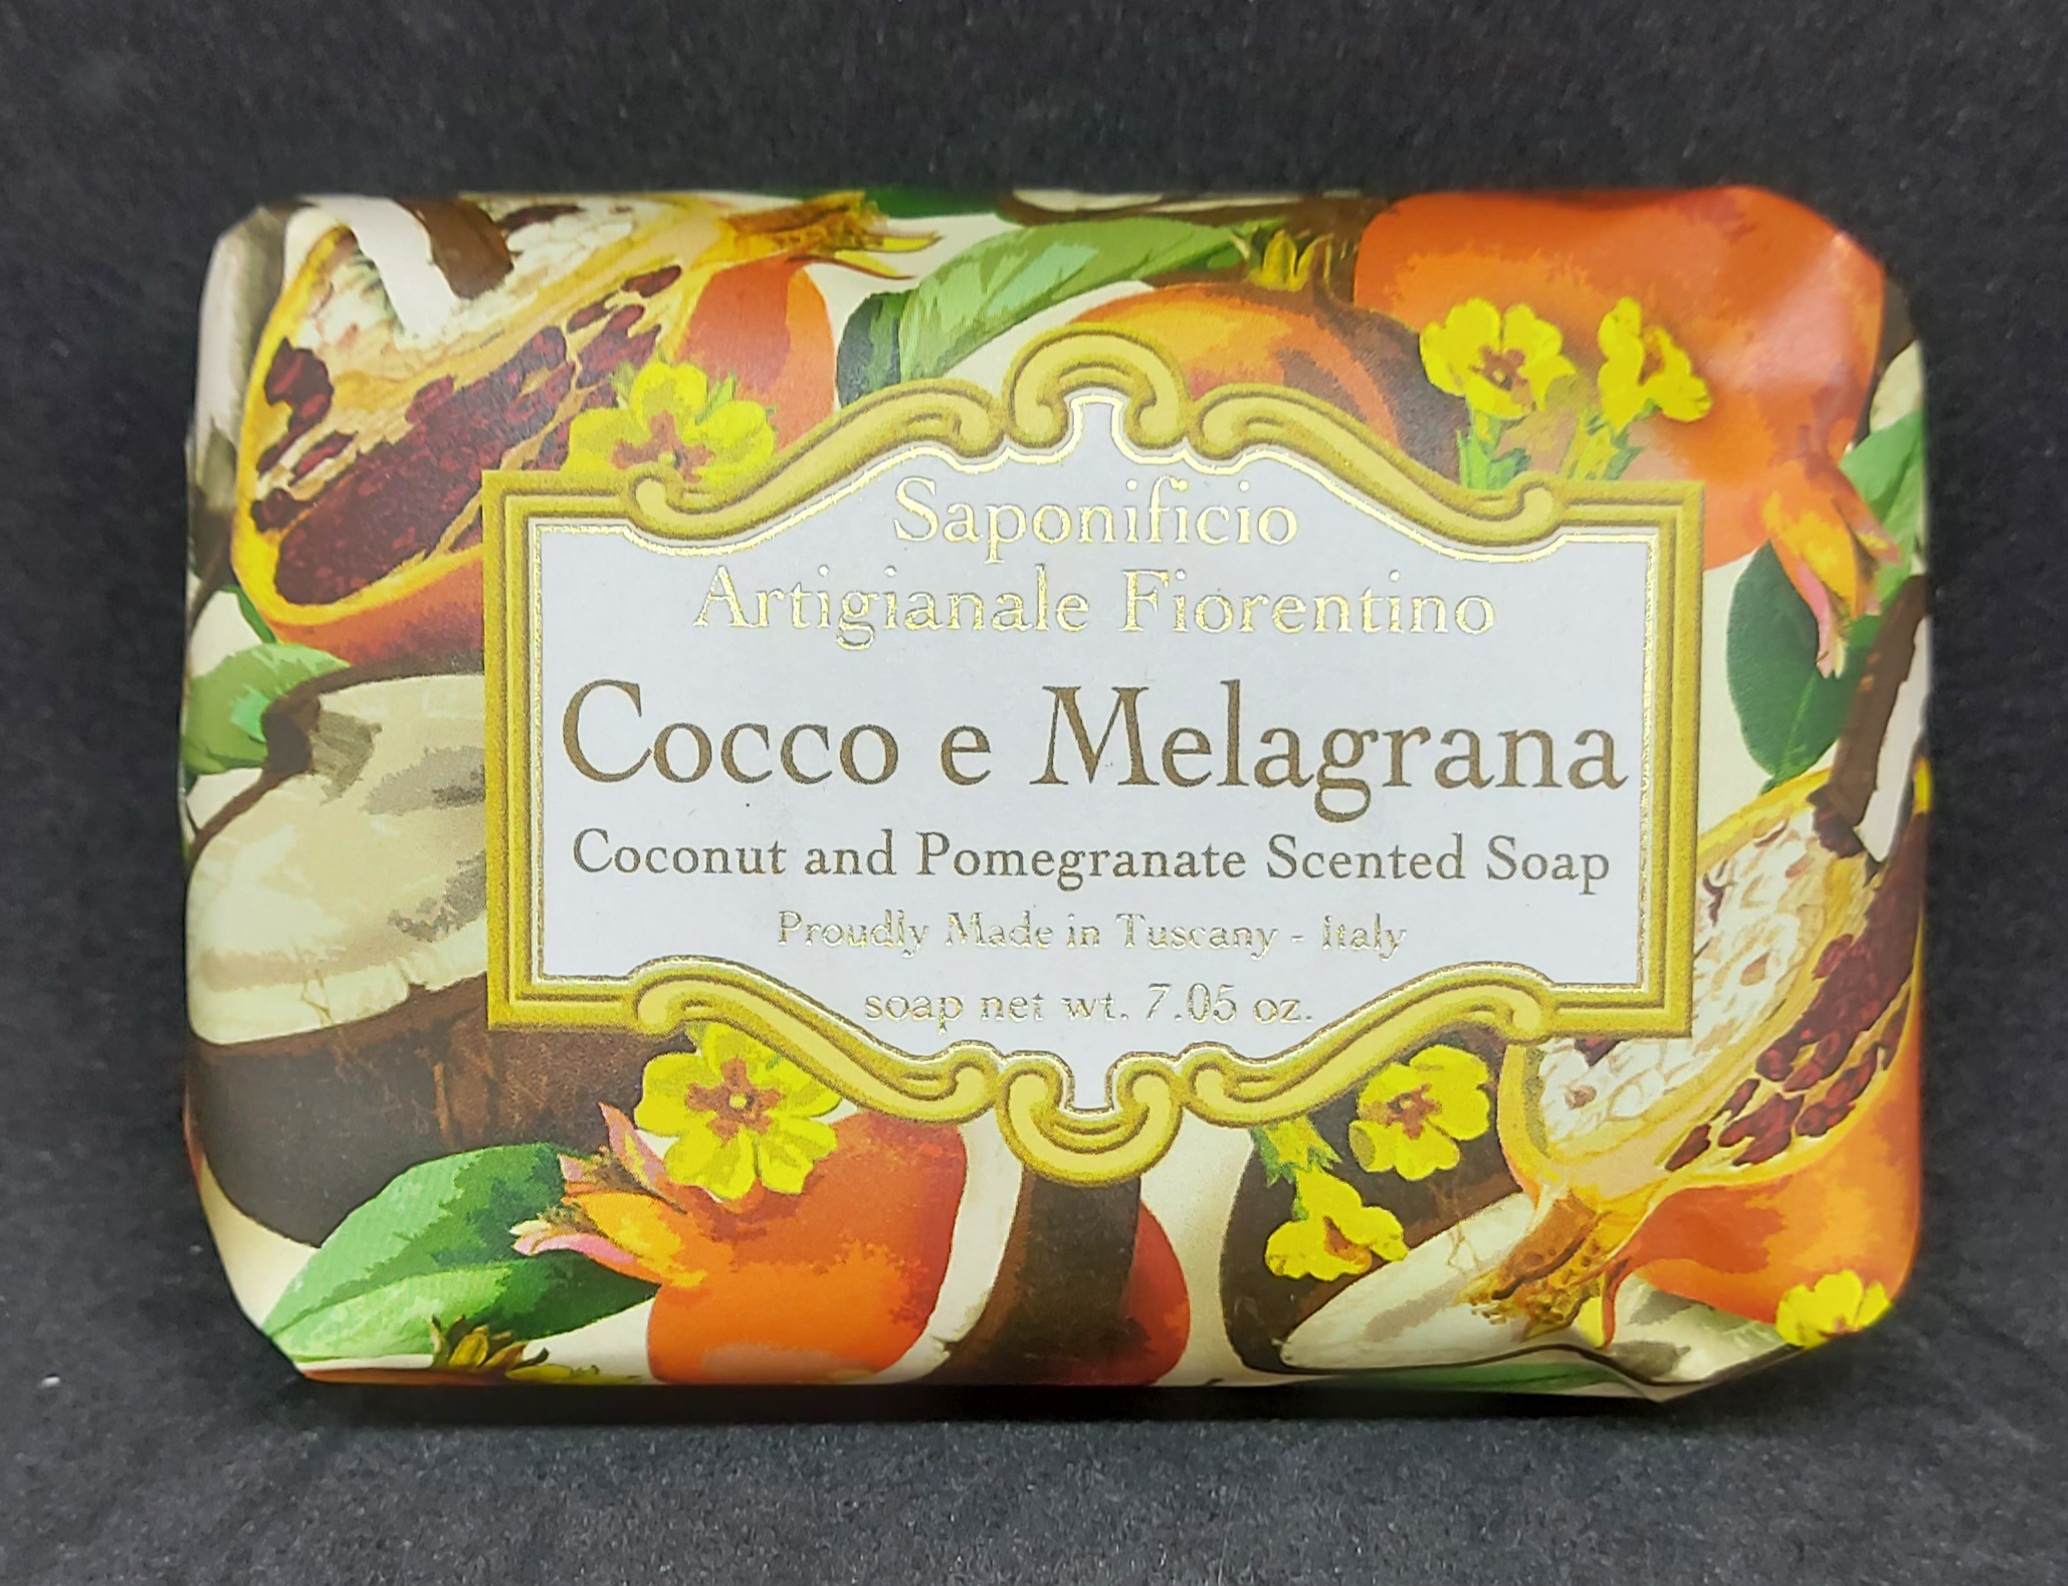 Saponificio
Artigianale Fiorentino
Cocco e Melagrana
Coconut and Pomegranate Scented Soap
Proudly Made in Tuscany - Italy
soap net wt. 7.05 oz.